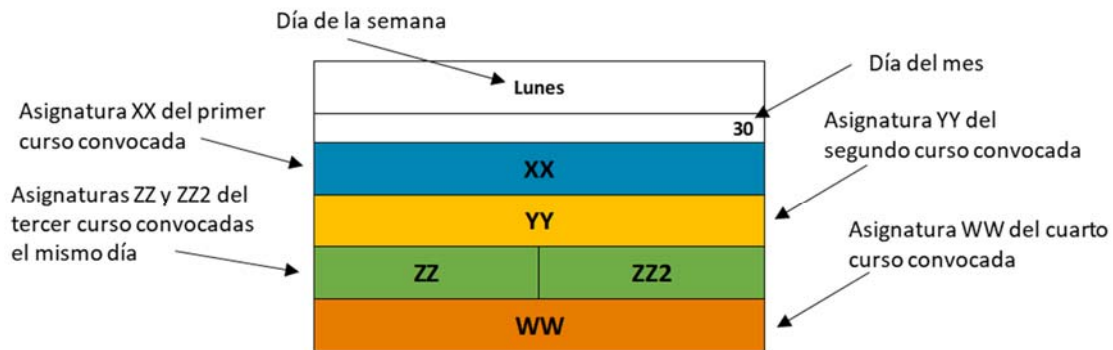 Día de la semana
Lunes
Día del mes
30
Asignatura XX del primer
curso convocada
XX
Asignatura YY del
segundo curso convocada
YY
Asignaturas ZZ y ZZ2 del
tercer curso convocadas
el mismo día
ZZ ZZ2
Asignatura WW del cuarto
curso convocada
WW